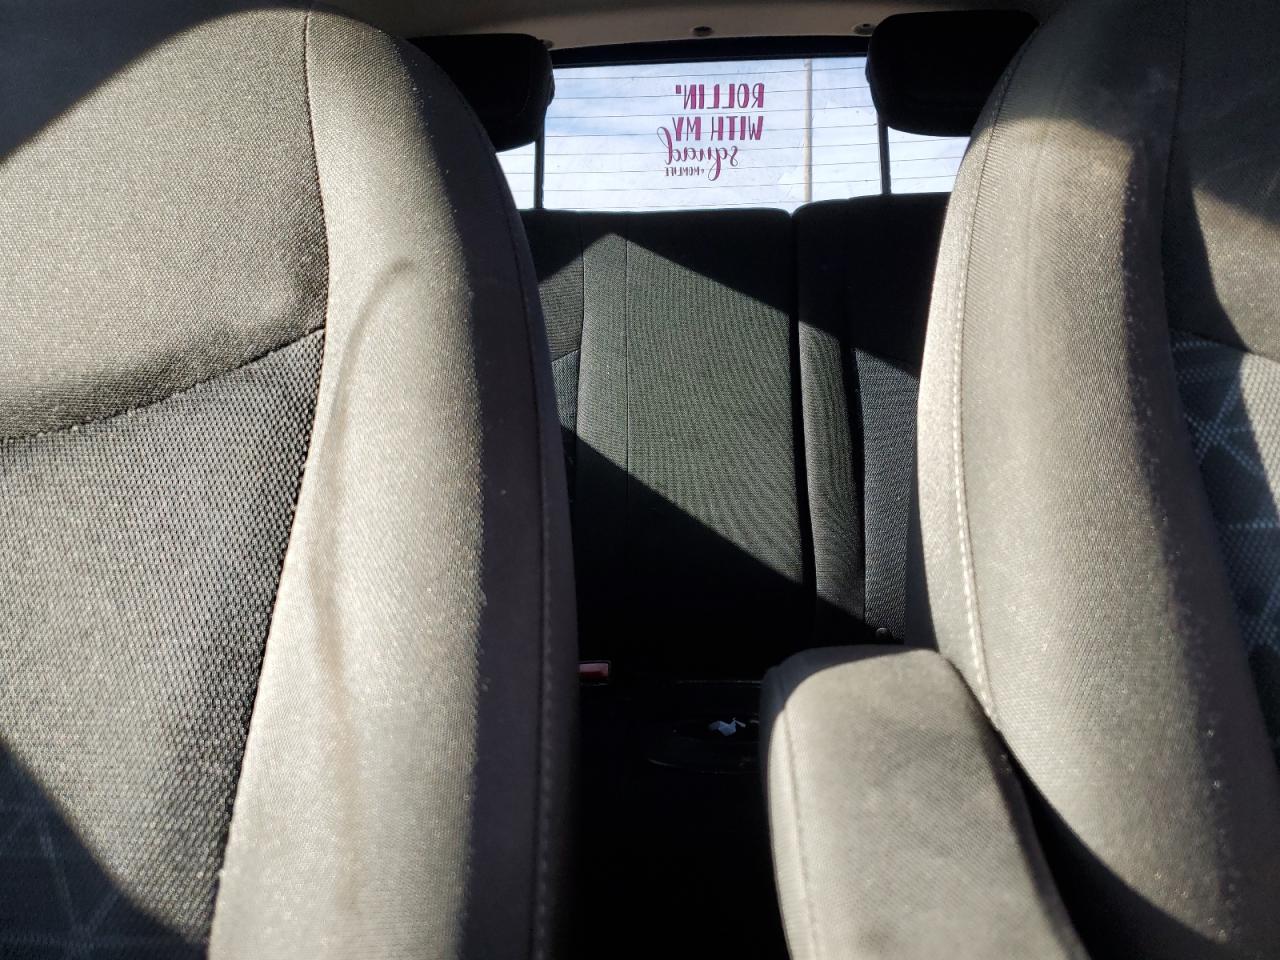 ROLLIN'
WITH MY
squad
#MOMLIFE